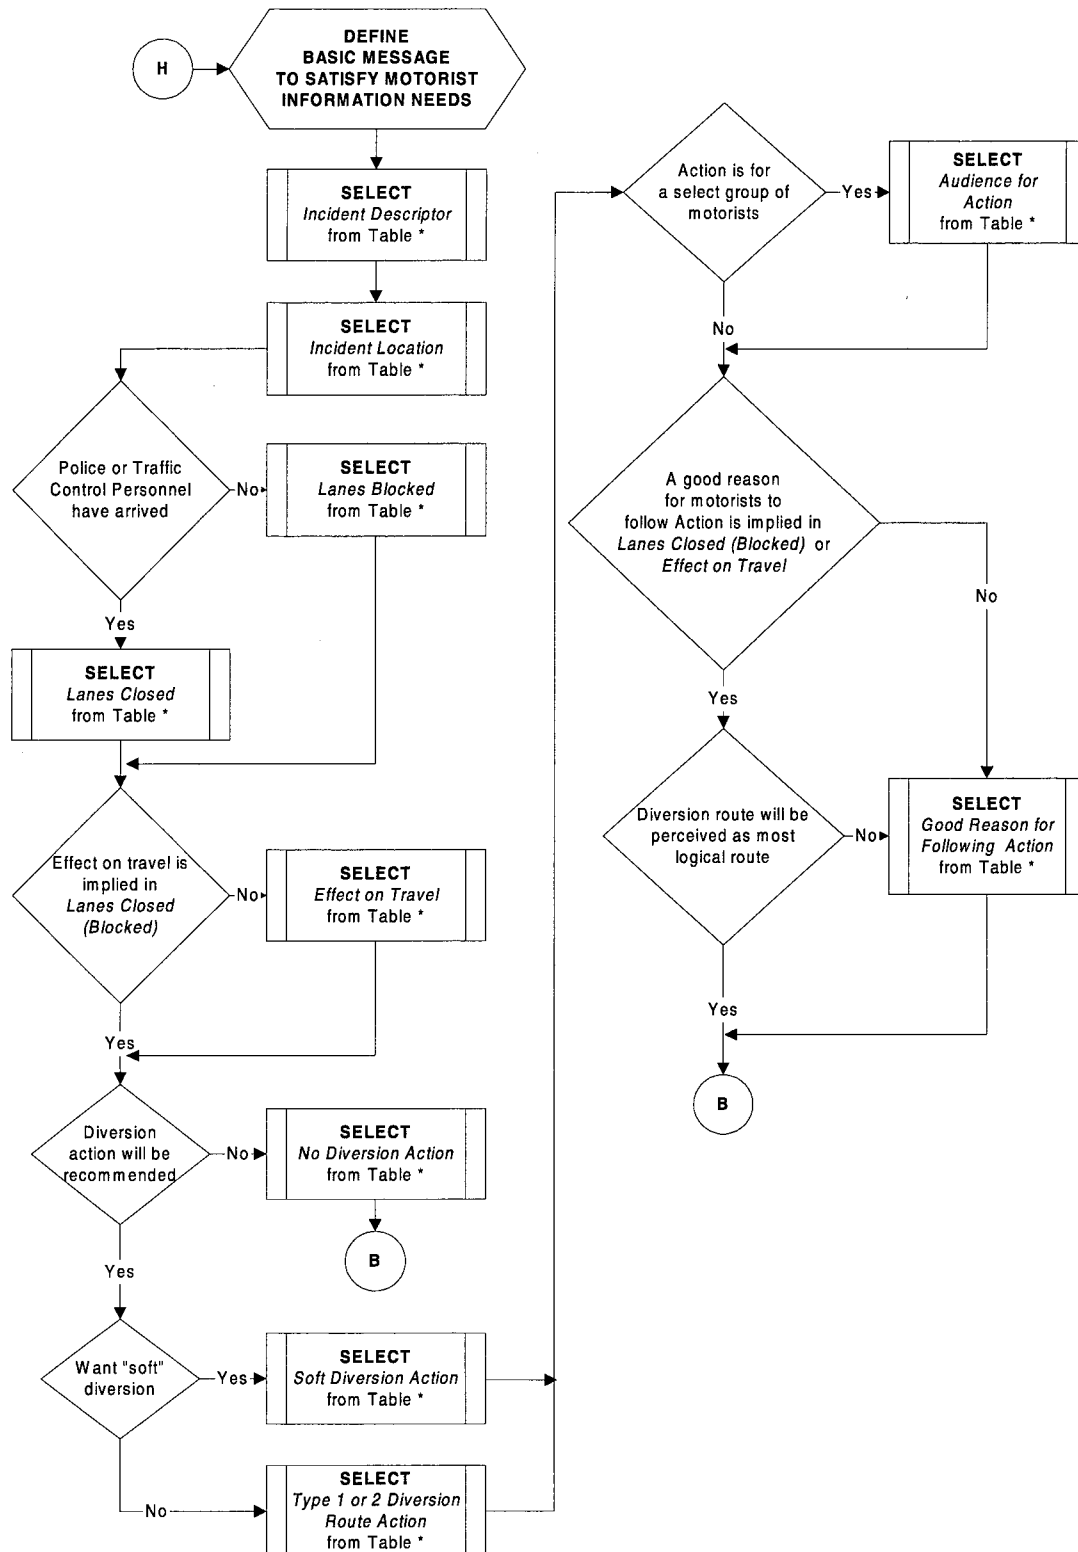 H
DEFINE
BASIC MESSAGE
TO SATISFY MOTORIST
INFORMATION NEEDS
SELECT
Incident Descriptor
from Table *
SELECT
Incident Location
from Table *
Police or Traffic
Control Personnel
have arrived
No
SELECT
Lanes Blocked
from Table *
Yes
SELECT
Lanes Closed
from Table *
Effect on travel is
implied in
Lanes Closed
(Blocked)
No
SELECT
Effect on Travel
from Table *
Yes
Diversion
action will be
recommended
No
SELECT
No Diversion Action
from Table *
B
Yes
Want "soft"
diversion
Yes
SELECT
Soft Diversion Action
from Table *
No
SELECT
Type 1 or 2 Diversion
Route Action
from Table *
Action is for
a select group of
motorists
Yes
SELECT
Audience for
Action
from Table *
No
A good reason
for motorists to
follow Action is implied in
Lanes Closed (Blocked) or
Effect on Travel
No
Yes
Diversion route will be
perceived as most
logical route
No
SELECT
Good Reason for
Following Action
from Table *
Yes
B